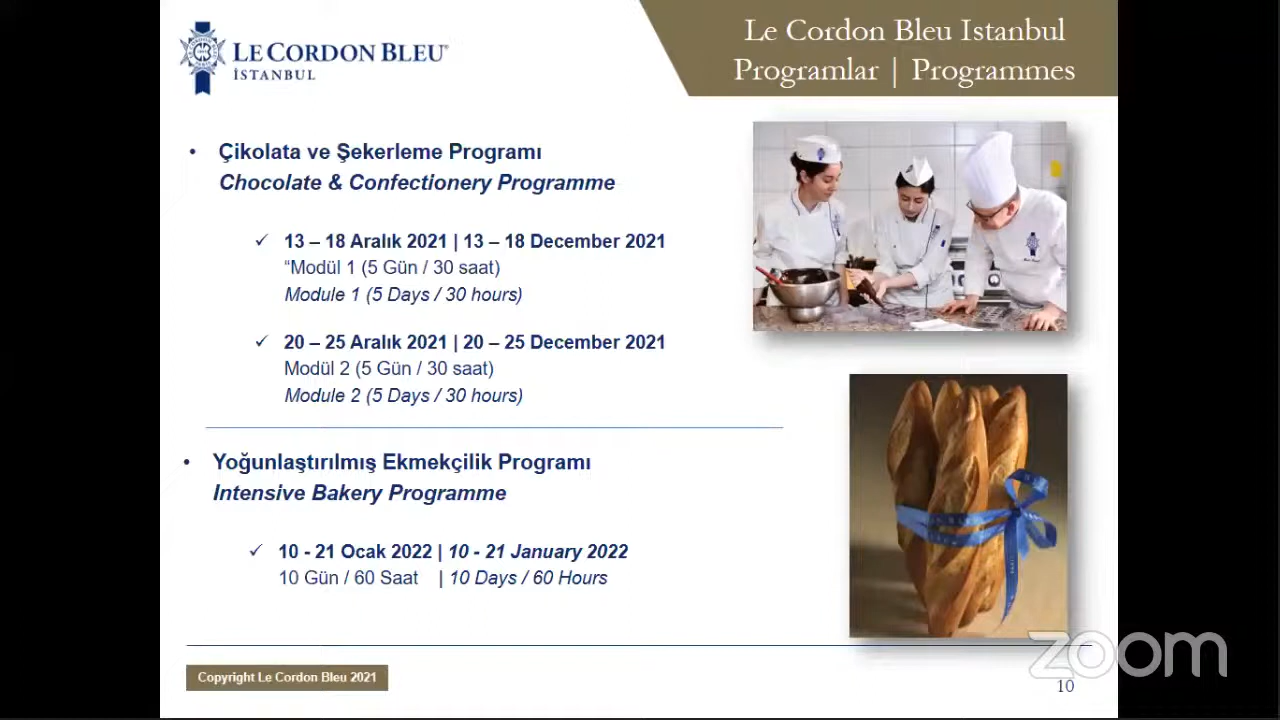 LE CORDON BLEU®
İSTANBUL
Le Cordon Bleu Istanbul
Programlar | Programmes
• Çikolata ve Şekerleme Programı
Chocolate & Confectionery Programme
✓ 13 – 18 Aralık 2021 | 13 – 18 December 2021
“Modül 1 (5 Gün / 30 saat)
Module 1 (5 Days / 30 hours)
✓ 20 – 25 Aralık 2021 | 20 – 25 December 2021
Modül 2 (5 Gün / 30 saat)
Module 2 (5 Days / 30 hours)
• Yoğunlaştırılmış Ekmekçilik Programı
Intensive Bakery Programme
✓ 10 - 21 Ocak 2022 | 10 - 21 January 2022
10 Gün / 60 Saat | 10 Days / 60 Hours
Copyright Le Cordon Bleu 2021
zoom
10